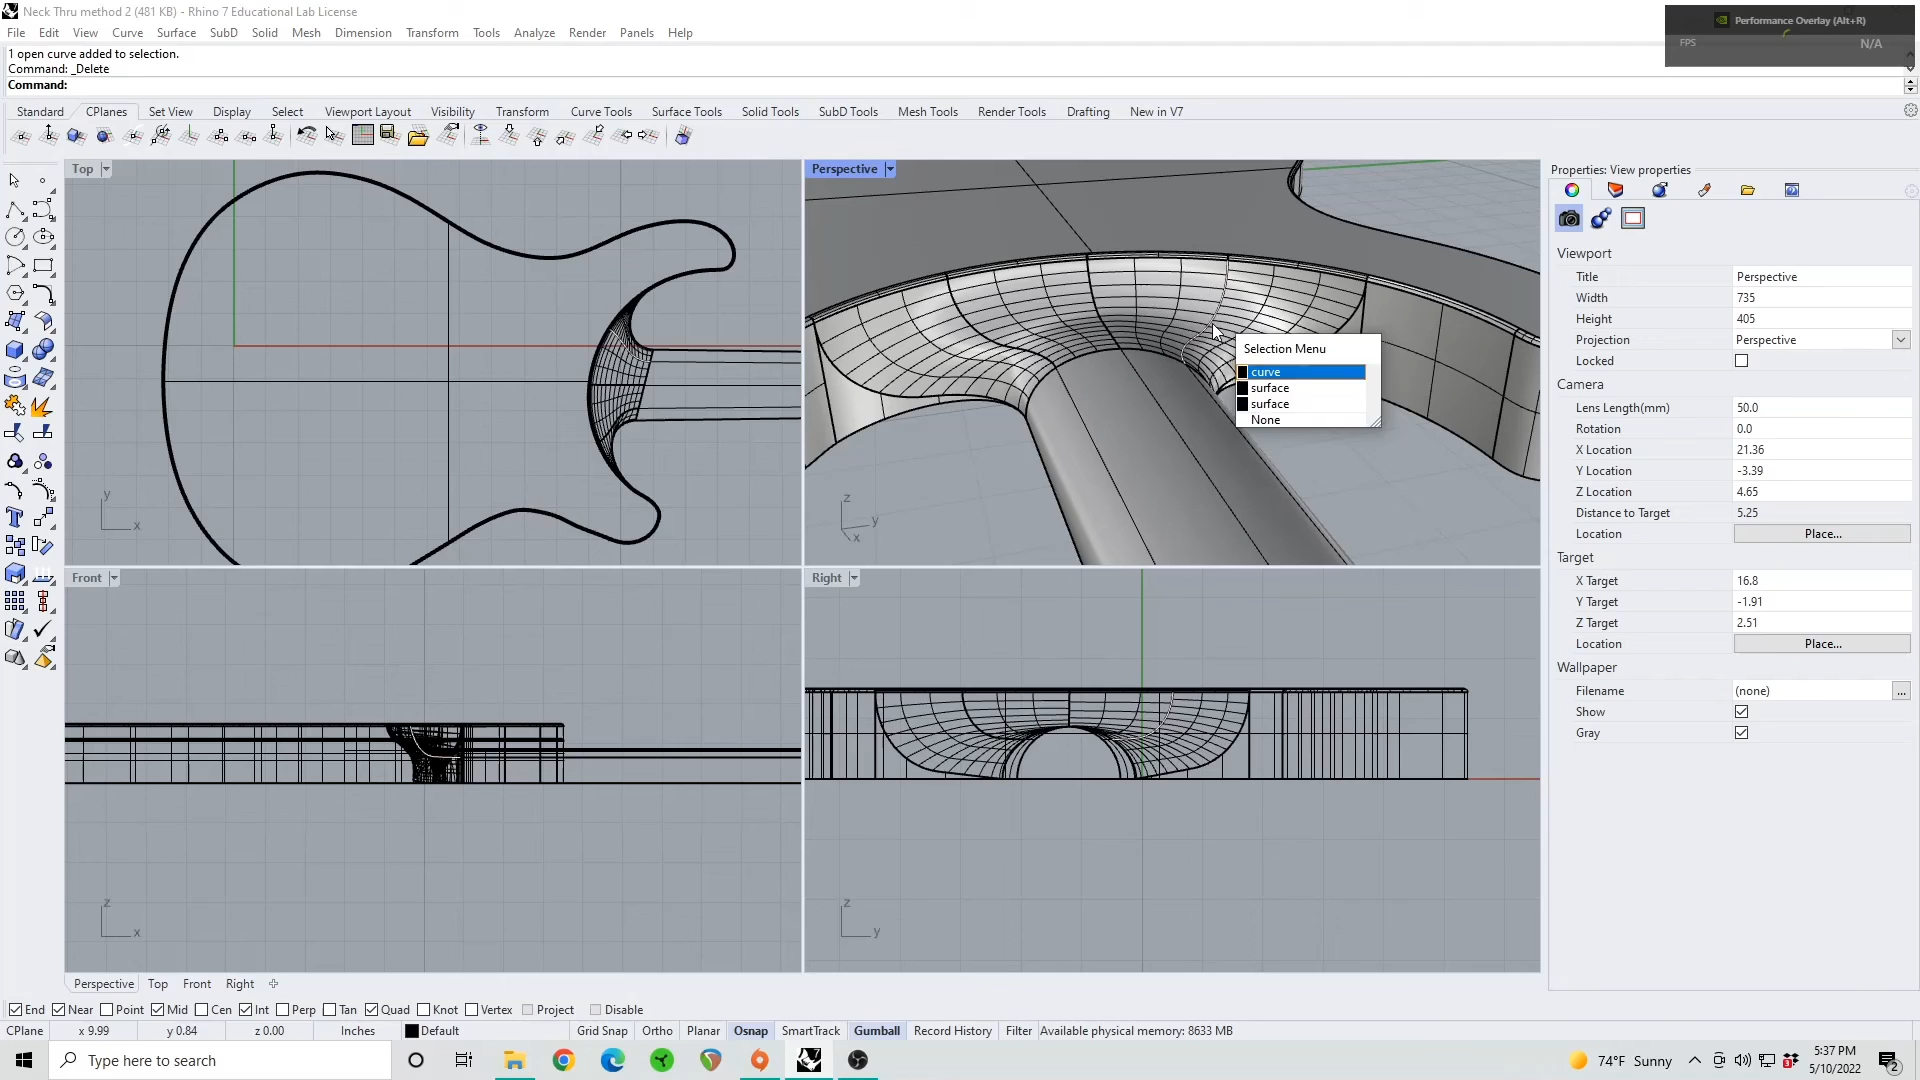 Neck Thru method 2 (481 KB) - Rhino 7 Educational Lab License
Performance Overlay (Alt+R)
FPS N/A
File Edit View Curve Surface SubD Solid Mesh Dimension Transform Tools Analyze Render Panels Help
1 open curve added to selection.
Command: _Delete
Command:
Standard CPlanes Set View Display Select Viewport Layout Visibility Transform Curve Tools Surface Tools Solid Tools SubD Tools Mesh Tools Render Tools Drafting New in V7
Top
y
x
Perspective
Selection Menu
curve
surface
surface
None
z
y
x
Front
z
x
Right
z
y
Properties: View properties
Viewport
Title Perspective
Width 735
Height 405
Projection Perspective
Locked
Camera
Lens Length(mm) 50.0
Rotation 0.0
X Location 21.36
Y Location -3.39
Z Location 4.65
Distance to Target 5.25
Location Place...
Target
X Target 16.8
Y Target -1.91
Z Target 2.51
Location Place...
Wallpaper
Filename (none) ...
Show
Gray
Perspective Top Front Right
End Near Point Mid Cen Int Perp Tan Quad Knot Vertex Project Disable
CPlane x 9.99 y 0.84 z 0.00 Inches Default Grid Snap Ortho Planar Osnap SmartTrack Gumball Record History Filter Available physical memory: 8633 MB
Type here to search
74°F Sunny
5:37 PM
5/10/2022
2